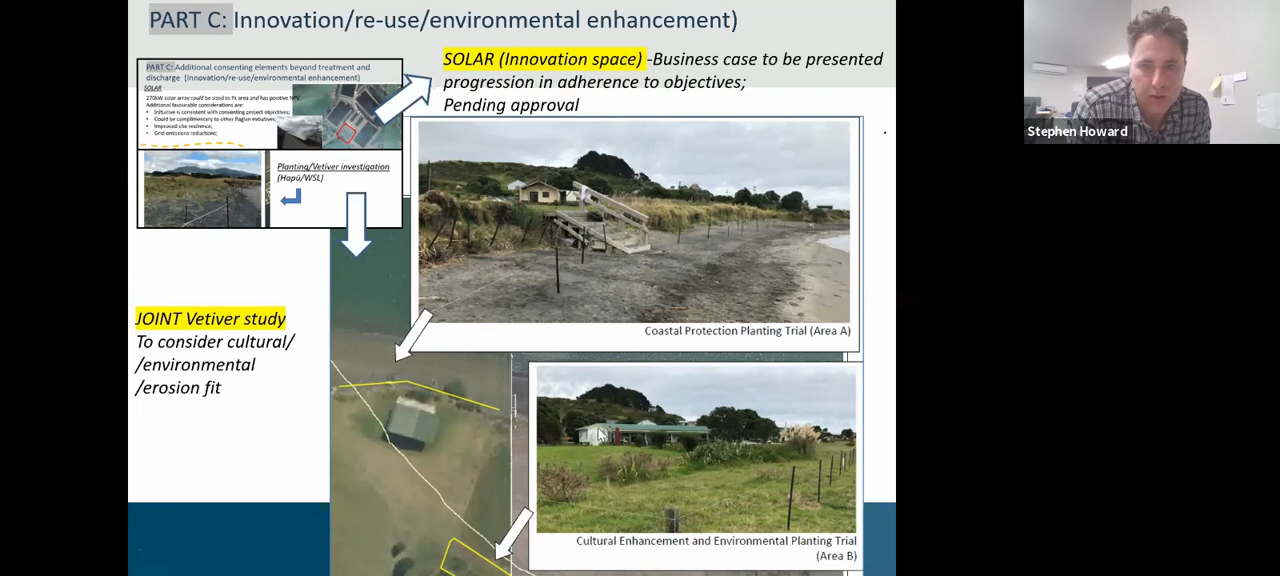 PART C: Innovation/re-use/environmental enhancement)
PART C: Additional consenting elements beyond treatment and
discharge (Innovation/re-use/environmental enhancement)
SOLAR
270kW solar array could be sized to fit area and has positive NPV.
Additional favourable considerations are:
• Initiative is consistent with consenting project objectives;
• Could be complimentary to other Raglan initiatives
• Improved site resilience;
• Grid emissions reductions;
Planting/Vetiver investigation
(Hapū/WSL)
SOLAR (Innovation space) -Business case to be presented
progression in adherence to objectives;
Pending approval
Stephen Howard
Coastal Protection Planting Trial (Area A)
JOINT Vetiver study
To consider cultural/
/environmental
/erosion fit
Cultural Enhancement and Environmental Planting Trial
(Area B)